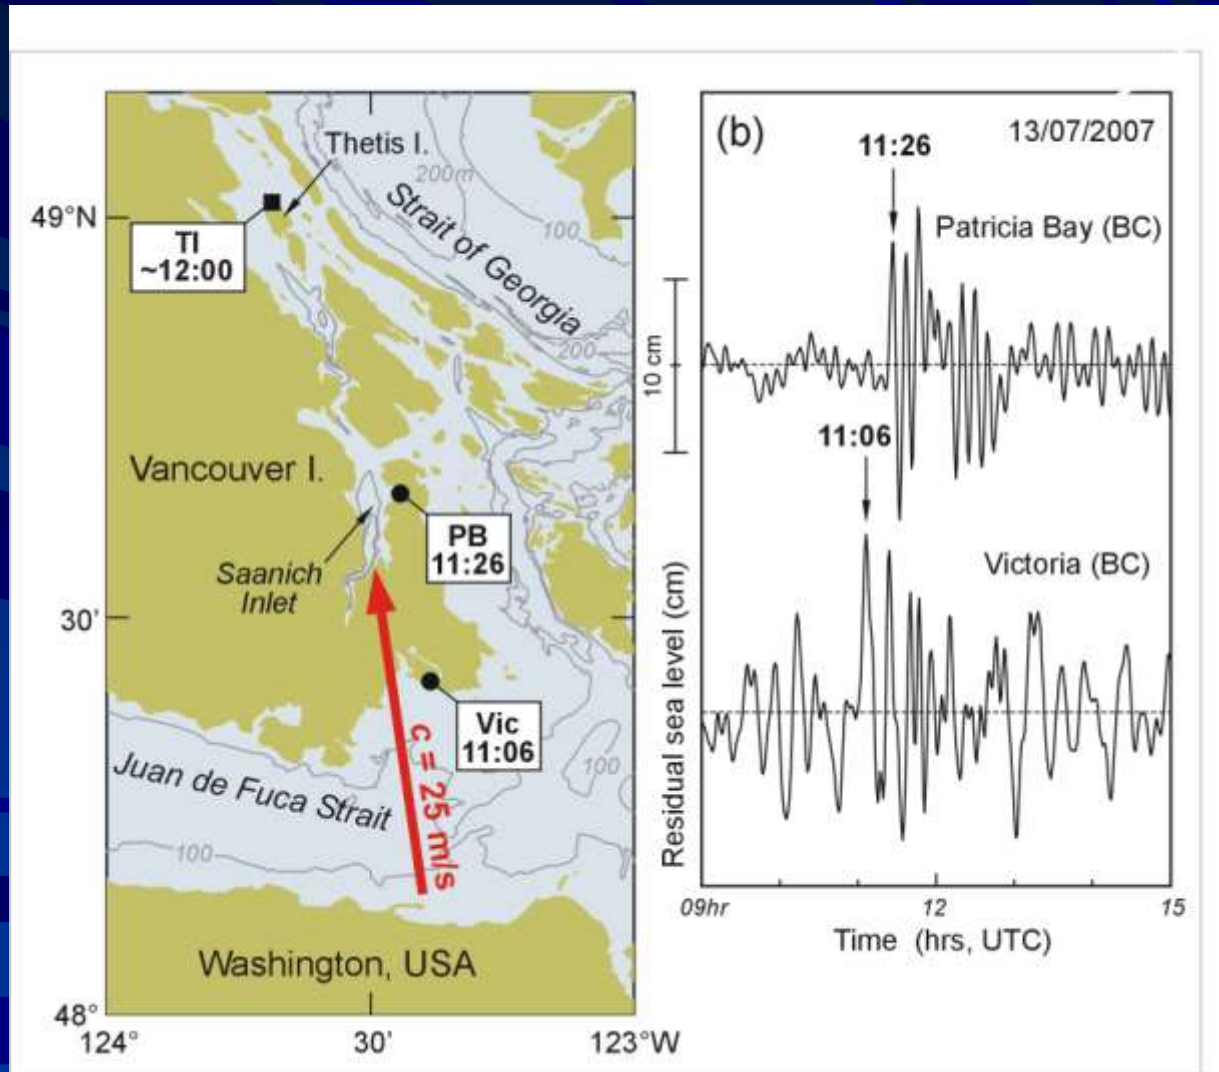 Thetis I.
200m
49°N
TI
~12:00
Strait of Georgia
100
200
Vancouver I.
PB
11:26
Saanich
Inlet
30'
Vic
11:06
c = 25 m/s
100
Juan de Fuca Strait
100
Washington, USA
48°
124°
30'
123°W
(b)
13/07/2007
11:26
Patricia Bay (BC)
10 cm
11:06
Victoria (BC)
Residual sea level (cm)
09hr
12
15
Time (hrs, UTC)